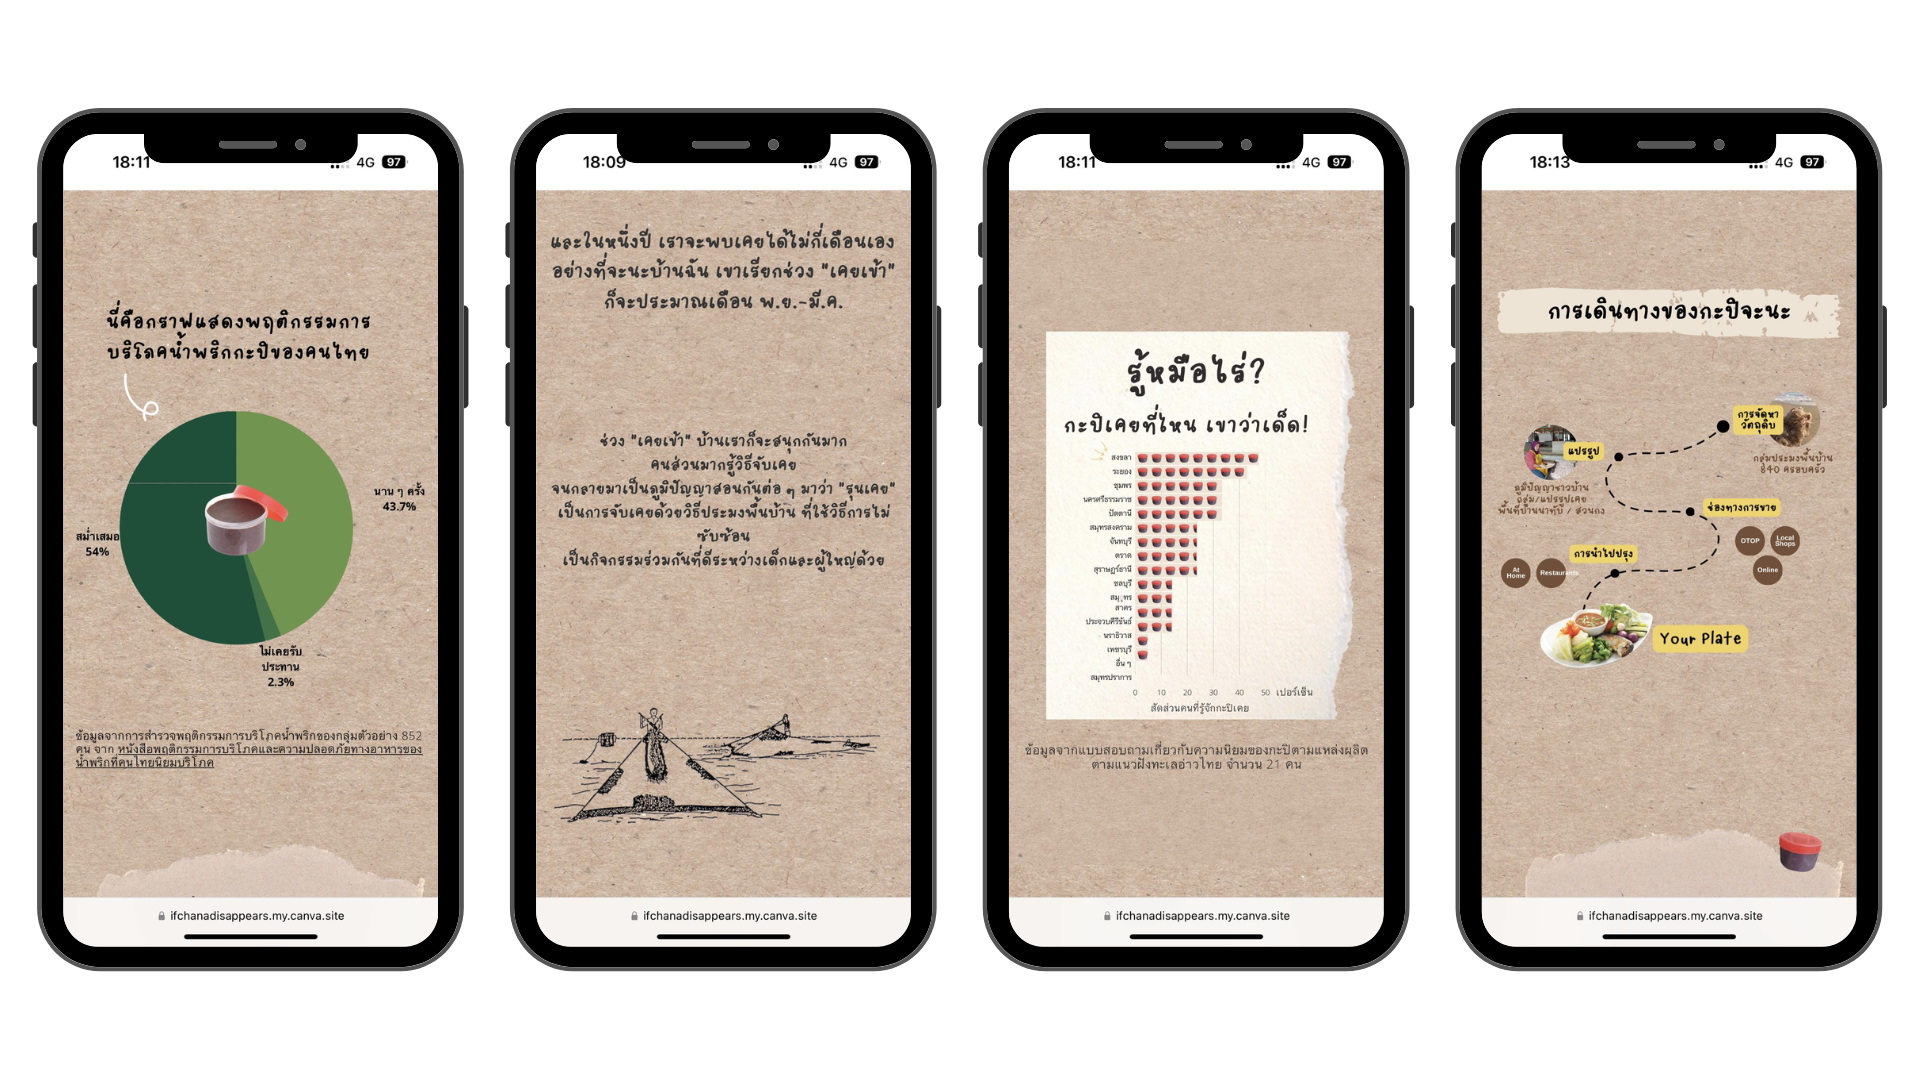 18:11
4G 97
นี่คือกราฟแสดงพฤติกรรมการ
บริโภคน้ำพริกกะปิของคนไทย
นาน ๆ ครั้ง
43.7%
สม่ำเสมอ
54%
ไม่เคยรับ
ประทาน
2.3%
ข้อมูลจากการสำรวจพฤติกรรมการบริโภคน้ำพริกของกลุ่มตัวอย่าง 852
คน จาก หนังสือพฤติกรรมการบริโภคและความปลอดภัยทางอาหารของ
น้ำพริกที่คนไทยนิยมบริโภค
ifchanadisappears.my.canva.site
18:09
4G 97
และในหนึ่งปี เราจะพบเคยได้ไม่กี่เดือนเอง
อย่างที่จะนะบ้านฉัน เขาเรียกช่วง "เคยเข้า"
ก็จะประมาณเดือน พ.ย.-มี.ค.
ช่วง "เคยเข้า" บ้านเราก็จะสนุกกันมาก
คนส่วนมากรู้วิธีจับเคย
จนกลายมาเป็นภูมิปัญญาสอนกันต่อ ๆ มาว่า "รุนเคย"
เป็นการจับเคยด้วยวิธีประมงพื้นบ้าน ที่ใช้วิธีการไม่
ซับซ้อน
เป็นกิจกรรมร่วมกันที่ดีระหว่างเด็กและผู้ใหญ่ด้วย
ifchanadisappears.my.canva.site
18:11
4G 97
รู้หมือไร่?
กะปิเคยที่ไหน เขาว่าเด็ด!
สงขลา
ระยอง
ชุมพร
นครศรีธรรมราช
ปัตตานี
สมุทรสงคราม
จันทบุรี
ตราด
สุราษฎร์ธานี
ชลบุรี
สมุทร
สาคร
ประจวบคีรีขันธ์
นราธิวาส
เพชรบุรี
อื่น ๆ
สมุทรปราการ
0 10 20 30 40 50 เปอร์เซ็น
สัดส่วนคนที่รู้จักกะปิเคย
ข้อมูลจากแบบสอบถามเกี่ยวกับความนิยมของกะปิตามแหล่งผลิต
ตามแนวฝั่งทะเลอ่าวไทย จำนวน 21 คน
ifchanadisappears.my.canva.site
18:13
4G 97
การเดินทางของกะปิจะนะ
การจัดหา
วัตถุดิบ
กลุ่มประมงพื้นบ้าน
840 ครอบครัว
แปรรูป
ภูมิปัญญาชาวบ้าน
กลุ่มแปรรูปเคย
พื้นที่บ้านนาทับ / สวนกง
ช่องทางการขาย
OTOP
Local
Shops
Online
การนำไปปรุง
At
Home
Restaurants
Your Plate
ifchanadisappears.my.canva.site